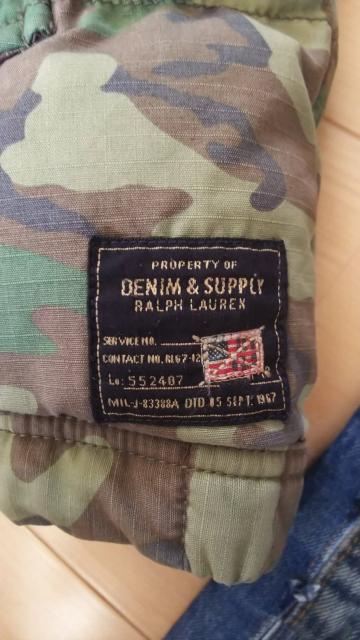 PROPERTY OF
DENIM & SUPPLY
RALPH LAUREN
SERVICE NO.
CONTACT NO. RL67-12
Lo: 552407
(MIL-J-83388A DTD 05 SEPT. 1967